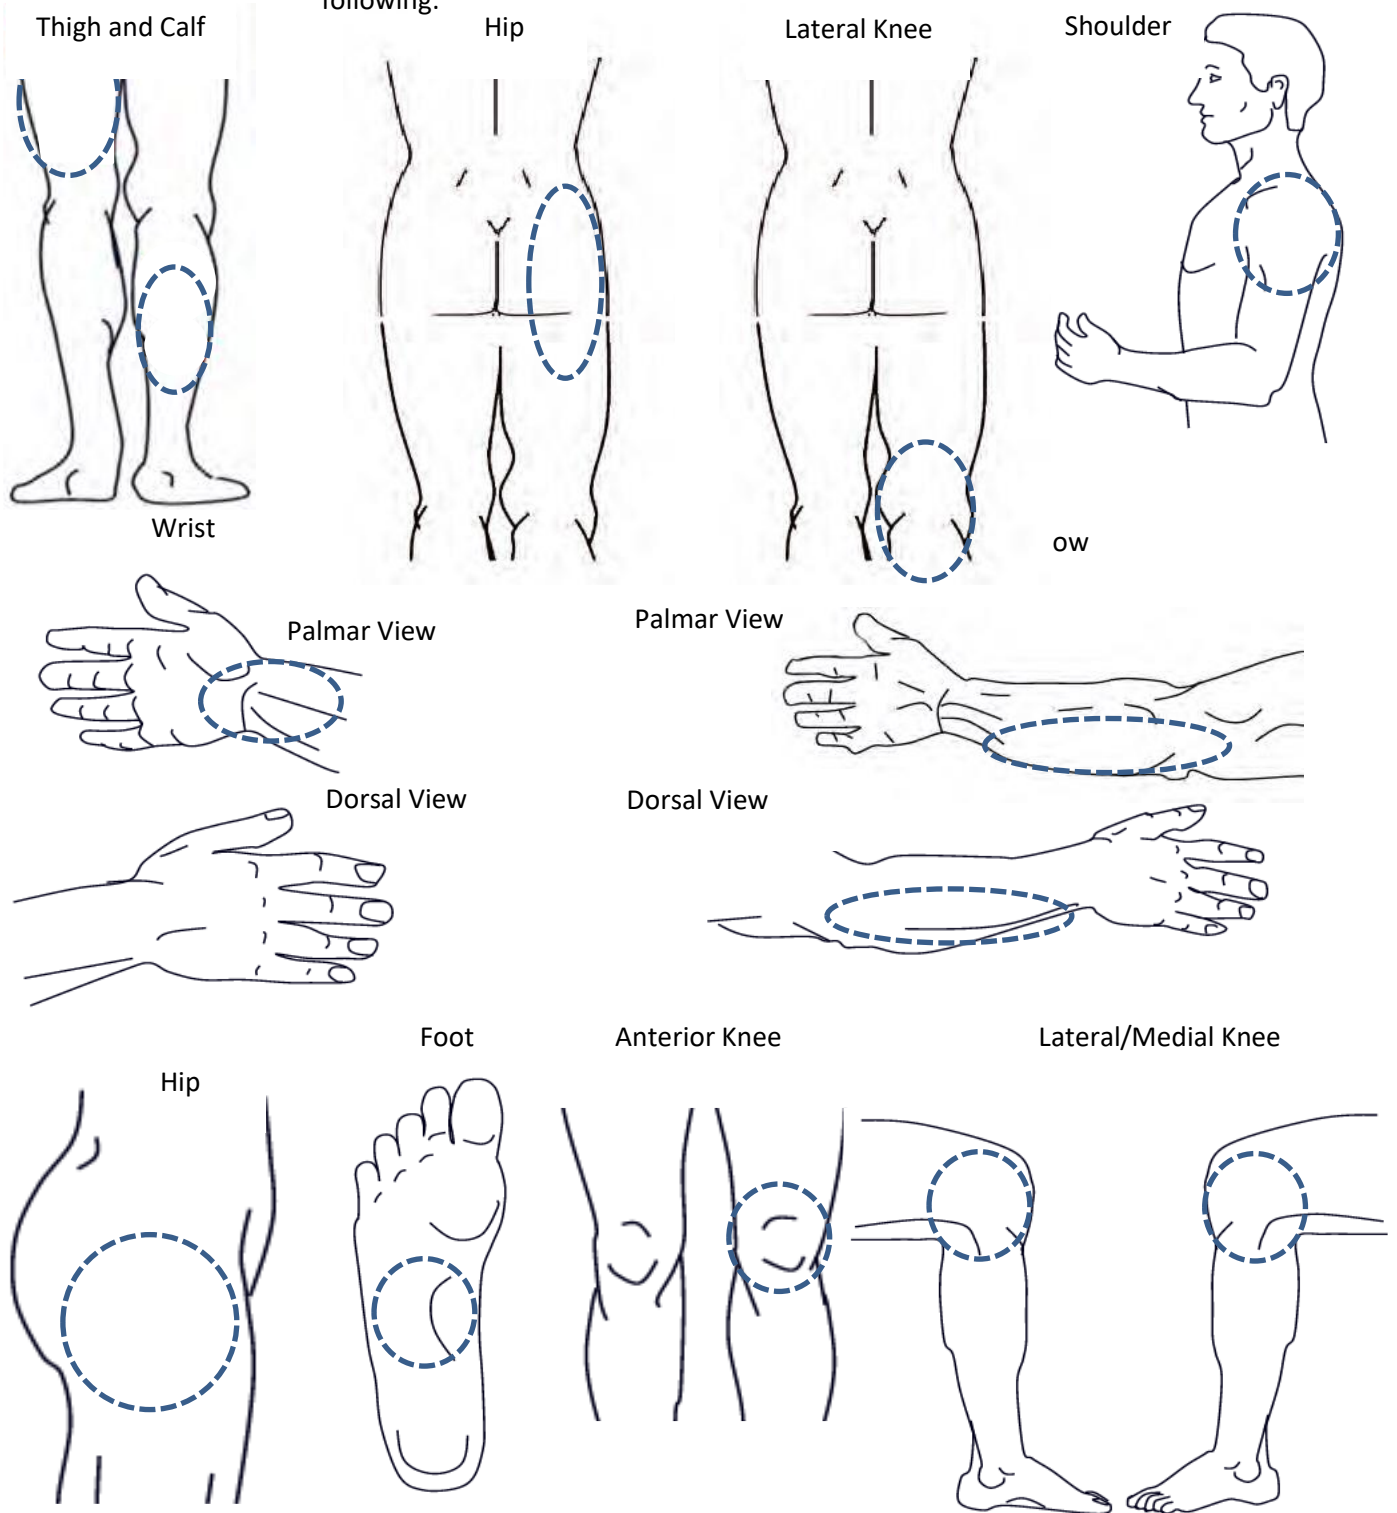 following:
Thigh and Calf
Hip
Lateral Knee
Shoulder
Wrist
ow
Palmar View
Palmar View
Dorsal View
Dorsal View
Foot
Anterior Knee
Lateral/Medial Knee
Hip